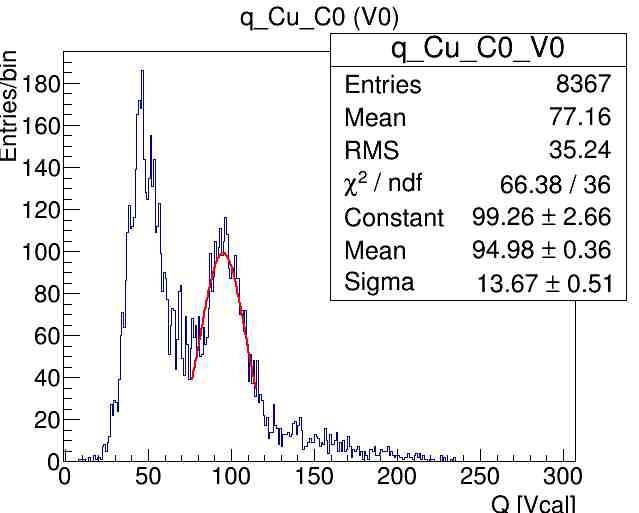 q_Cu_C0 (V0)
Entries/bin
180
160
140
120
100
80
60
40
20
0
0 50 100 150 200 250 300
Q [Vcal]
q_Cu_C0_V0
Entries 8367
Mean 77.16
RMS 35.24
χ² / ndf 66.38 / 36
Constant 99.26 ± 2.66
Mean 94.98 ± 0.36
Sigma 13.67 ± 0.51